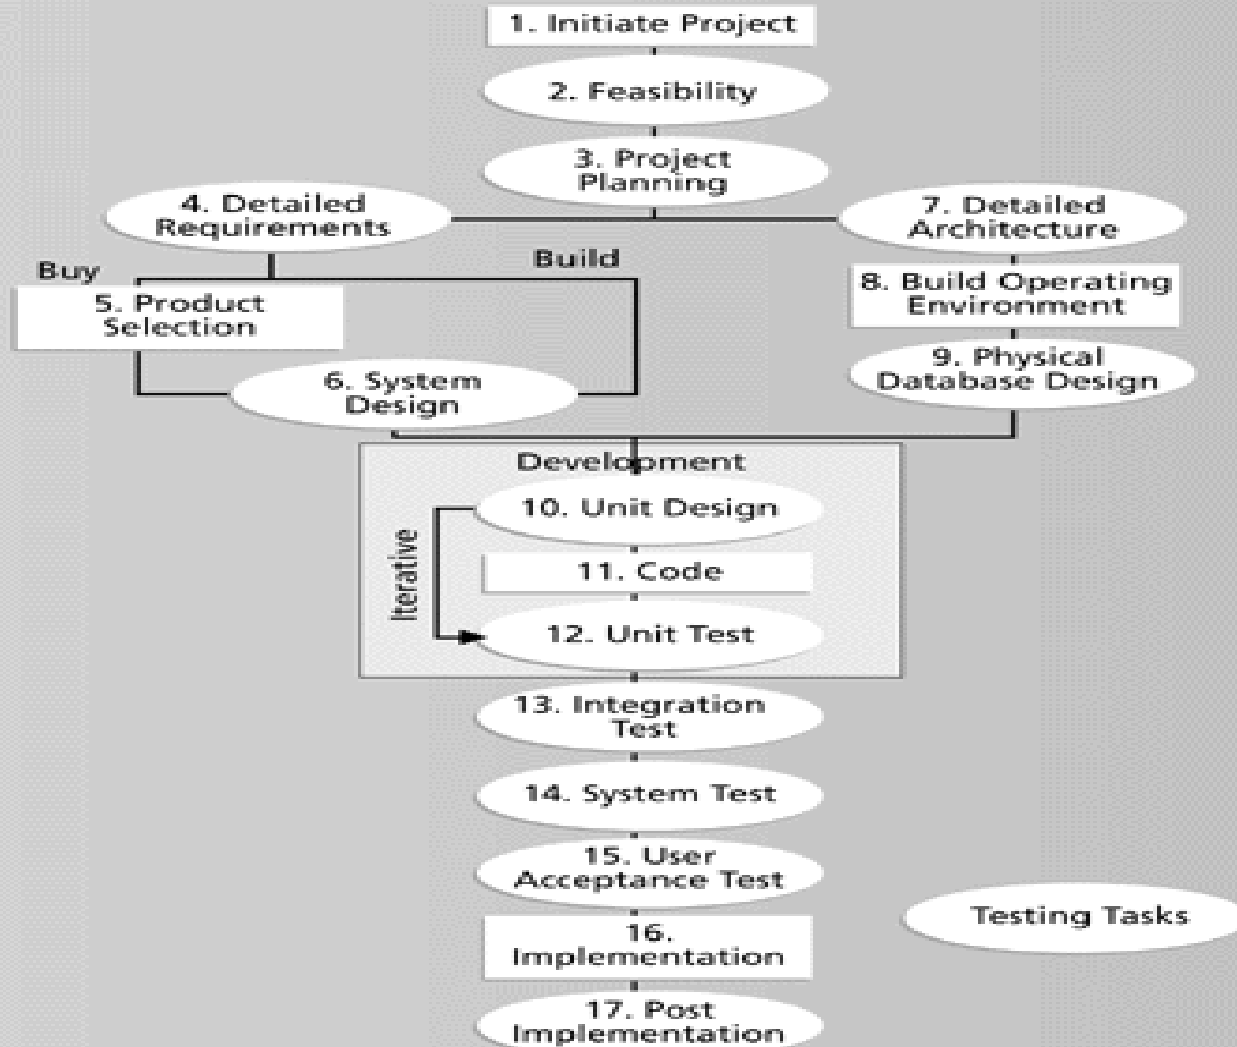 1. Initiate Project
2. Feasibility
3. Project
Planning
4. Detailed
Requirements
7. Detailed
Architecture
Buy
Build
5. Product
Selection
8. Build Operating
Environment
6. System
Design
9. Physical
Database Design
Development
10. Unit Design
Iterative
11. Code
12. Unit Test
13. Integration
Test
14. System Test
15. User
Acceptance Test
Testing Tasks
16.
Implementation
17. Post
Implementation